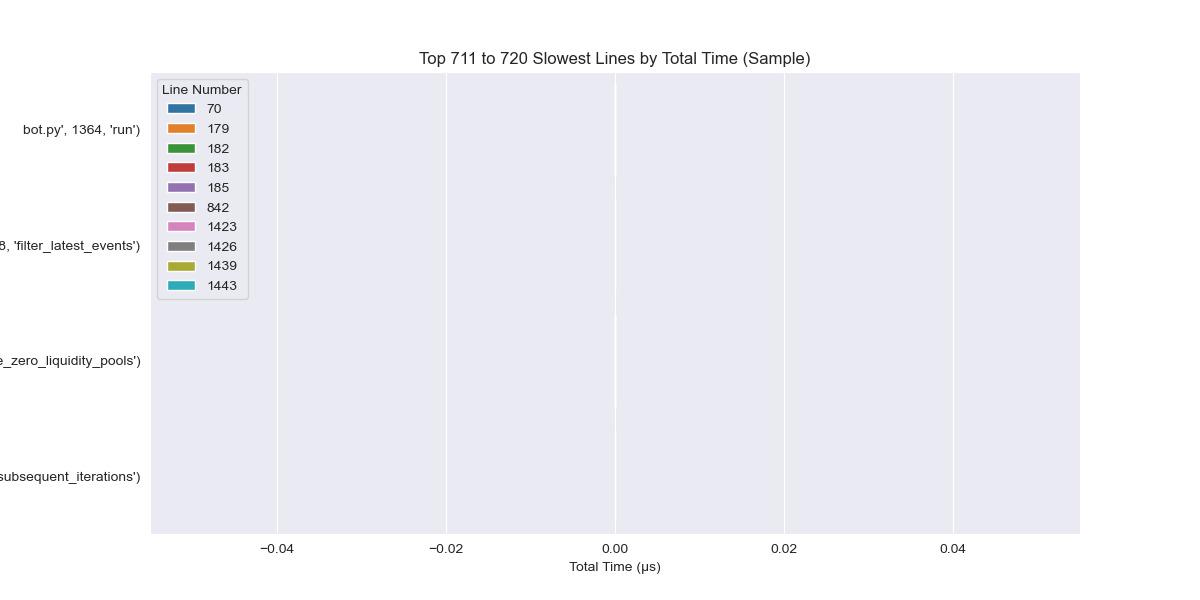 Top 711 to 720 Slowest Lines by Total Time (Sample)
Line Number
70
179
182
183
185
842
1423
1426
1439
1443
bot.py', 1364, 'run')
8, 'filter_latest_events')
e_zero_liquidity_pools')
subsequent_iterations')
−0.04
−0.02
0.00
0.02
0.04
Total Time (µs)